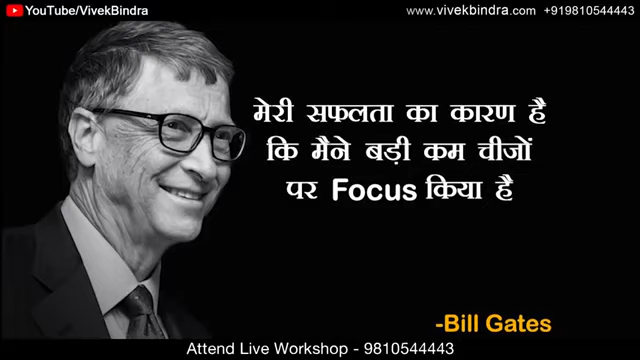 YouTube/VivekBindra
www.vivekbindra.com +919810544443
मेरी सफलता का कारण है
कि मैने बड़ी कम चीजों
पर Focus किया है
-Bill Gates
Attend Live Workshop - 9810544443